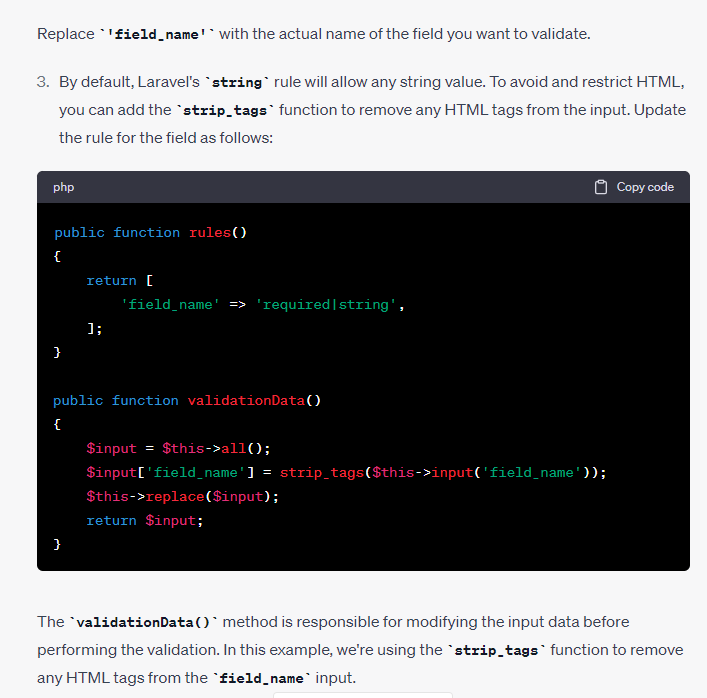 Replace `'field_name'` with the actual name of the field you want to validate.
3. By default, Laravel's `string` rule will allow any string value. To avoid and restrict HTML,
you can add the `strip_tags` function to remove any HTML tags from the input. Update
the rule for the field as follows:
php Copy code
public function rules()
{
    return [
        'field_name' => 'required|string',
    ];
}

public function validationData()
{
    $input = $this->all();
    $input['field_name'] = strip_tags($this->input('field_name'));
    $this->replace($input);
    return $input;
}
The `validationData()` method is responsible for modifying the input data before
performing the validation. In this example, we're using the `strip_tags` function to remove
any HTML tags from the `field_name` input.